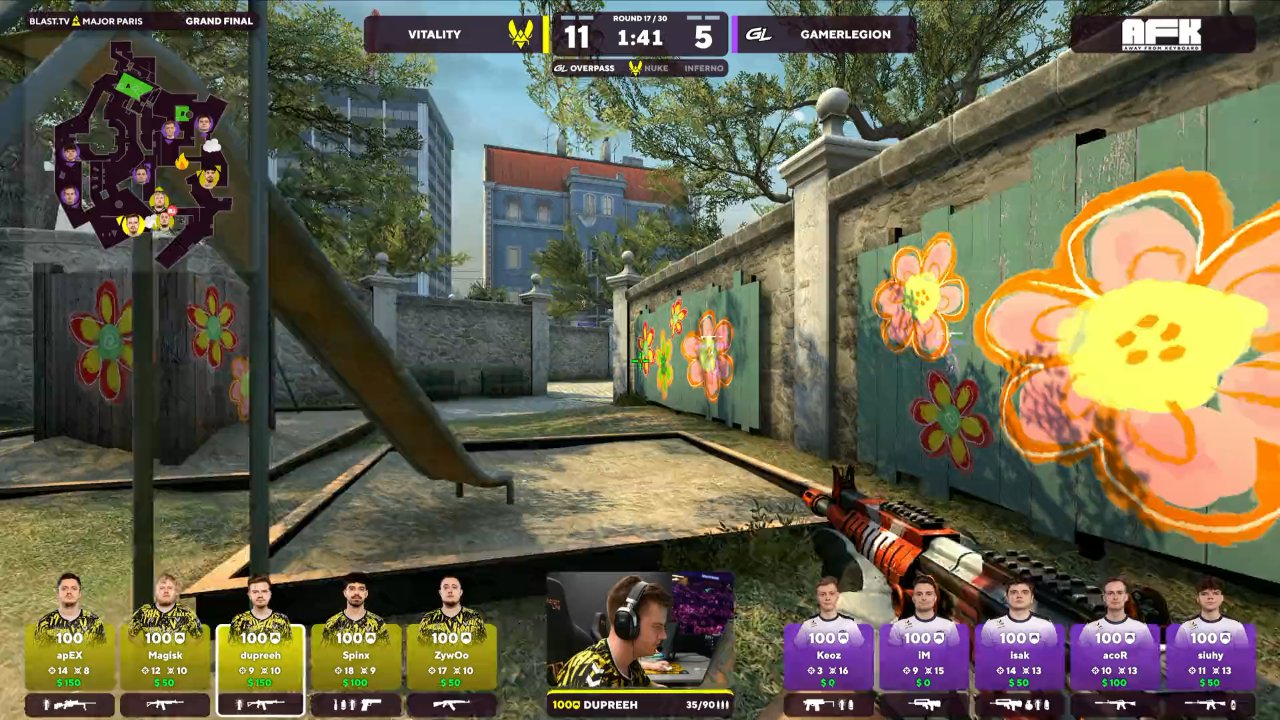 BLAST.TV MAJOR PARIS GRAND FINAL
VITALITY 11 ROUND 17 / 30 1:41 5 GL GAMERLEGION
AFK
AWAY FROM KEYBOARD
GL OVERPASS NUKE INFERNO
A
B
100 100 100 100 100 100 100 100 100 100
apEX Magisk dupreeh Spinx ZywOo Keoz iM isak acoR siuhy
14 8 12 10 9 10 18 9 17 10 3 16 9 15 14 13 10 13 11 13
$150 $50 $150 $100 $50 $0 $0 $50 $100 $50
100 DUPREEH 35/90